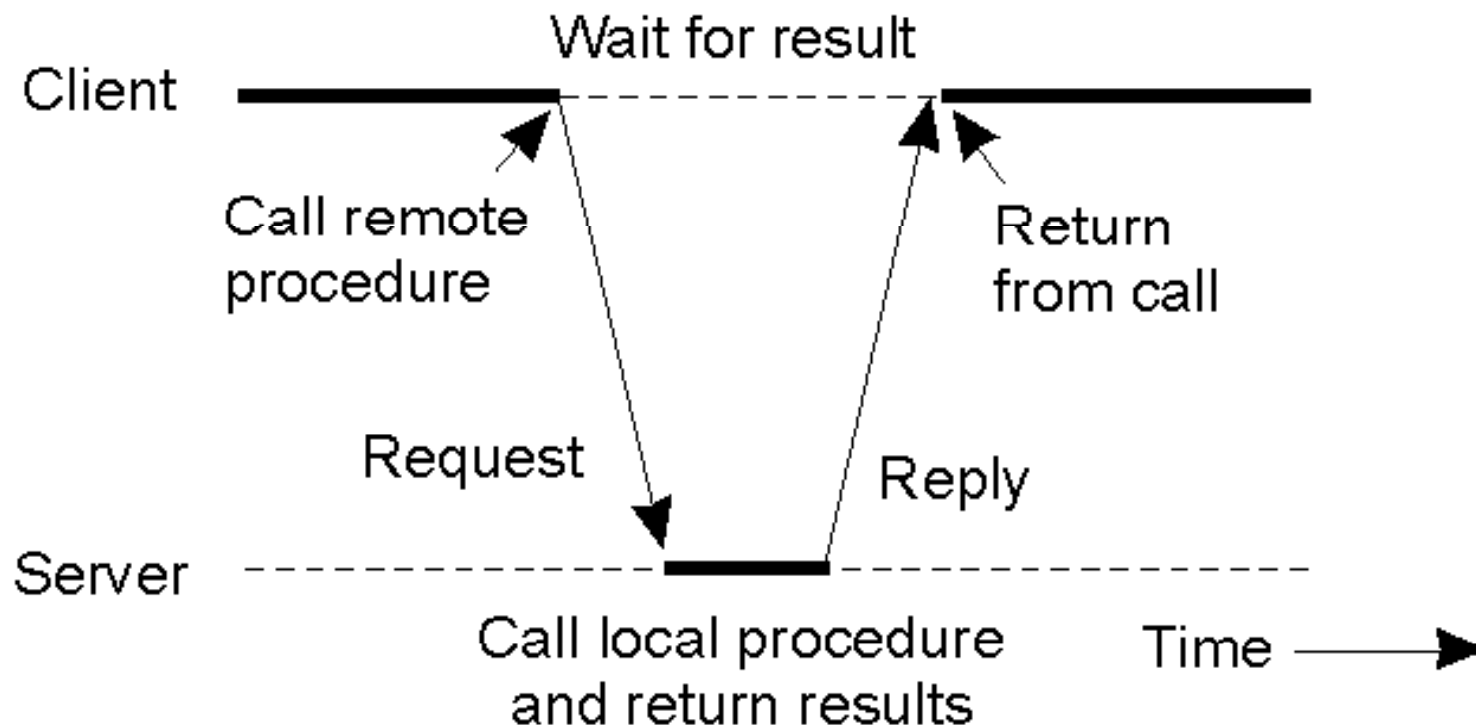 Wait for result
Client
Call remote
procedure
Return
from call
Request
Reply
Server
Call local procedure
and return results
Time